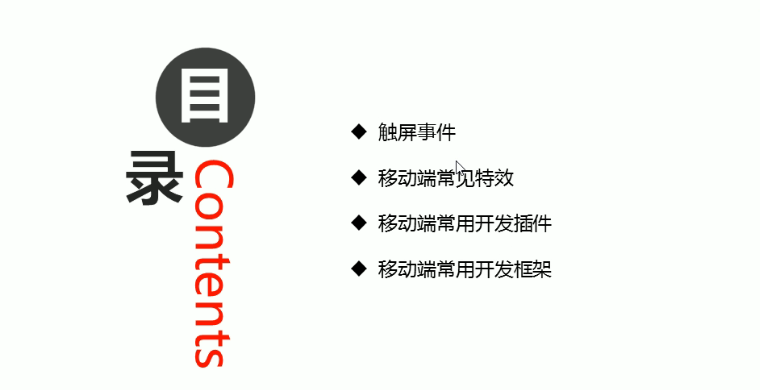 目
录
Contents
◆ 触屏事件
◆ 移动端常见特效
◆ 移动端常用开发插件
◆ 移动端常用开发框架